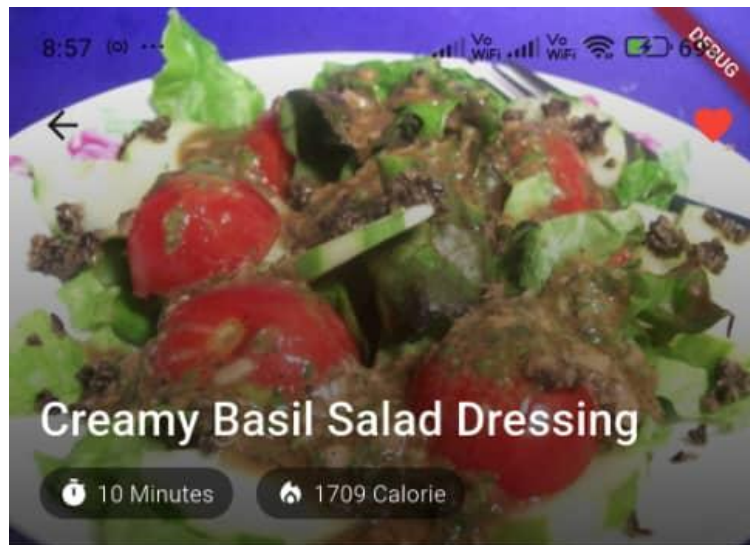 8:57
Vo
WiFi
Vo
WiFi
DEBUG
Creamy Basil Salad Dressing
10 Minutes
1709 Calorie